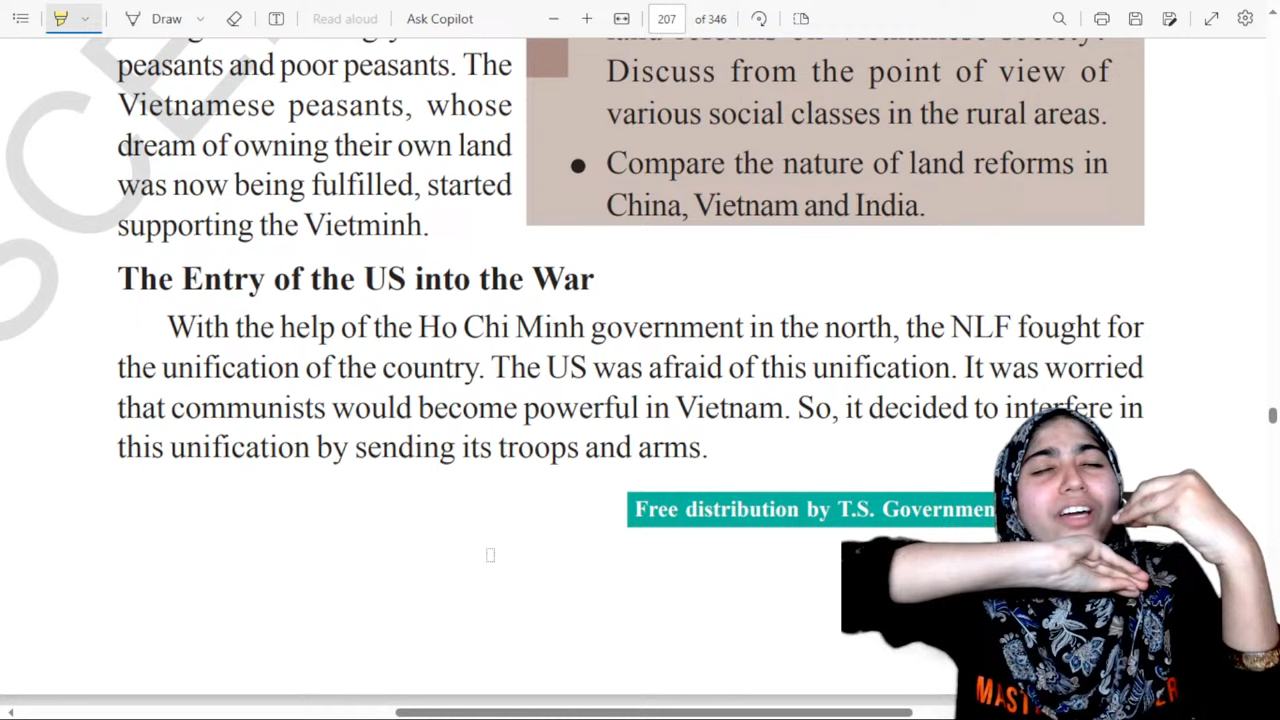 Draw
Read aloud
Ask Copilot
207
of 346
peasants and poor peasants. The
Vietnamese peasants, whose
dream of owning their own land
was now being fulfilled, started
supporting the Vietminh.
land reforms on Vietnamese society?
Discuss from the point of view of
various social classes in the rural areas.
● Compare the nature of land reforms in
China, Vietnam and India.
The Entry of the US into the War
With the help of the Ho Chi Minh government in the north, the NLF fought for
the unification of the country. The US was afraid of this unification. It was worried
that communists would become powerful in Vietnam. So, it decided to interfere in
this unification by sending its troops and arms.
Free distribution by T.S. Governmen